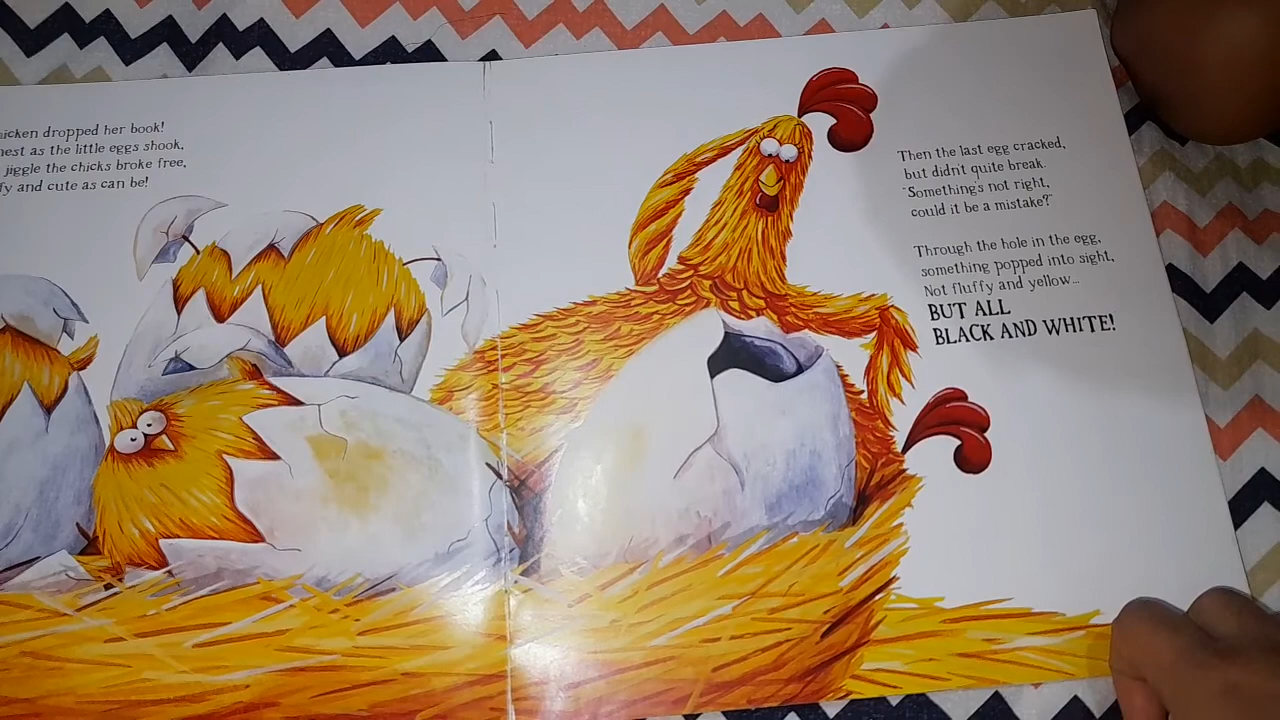 icken dropped her book!
nest as the little eggs shook,
jiggle the chicks broke free,
fy and cute as can be!
Then the last egg cracked,
but didn't quite break.
"Something's not right,
could it be a mistake?"
Through the hole in the egg,
something popped into sight,
Not fluffy and yellow...
BUT ALL
BLACK AND WHITE!